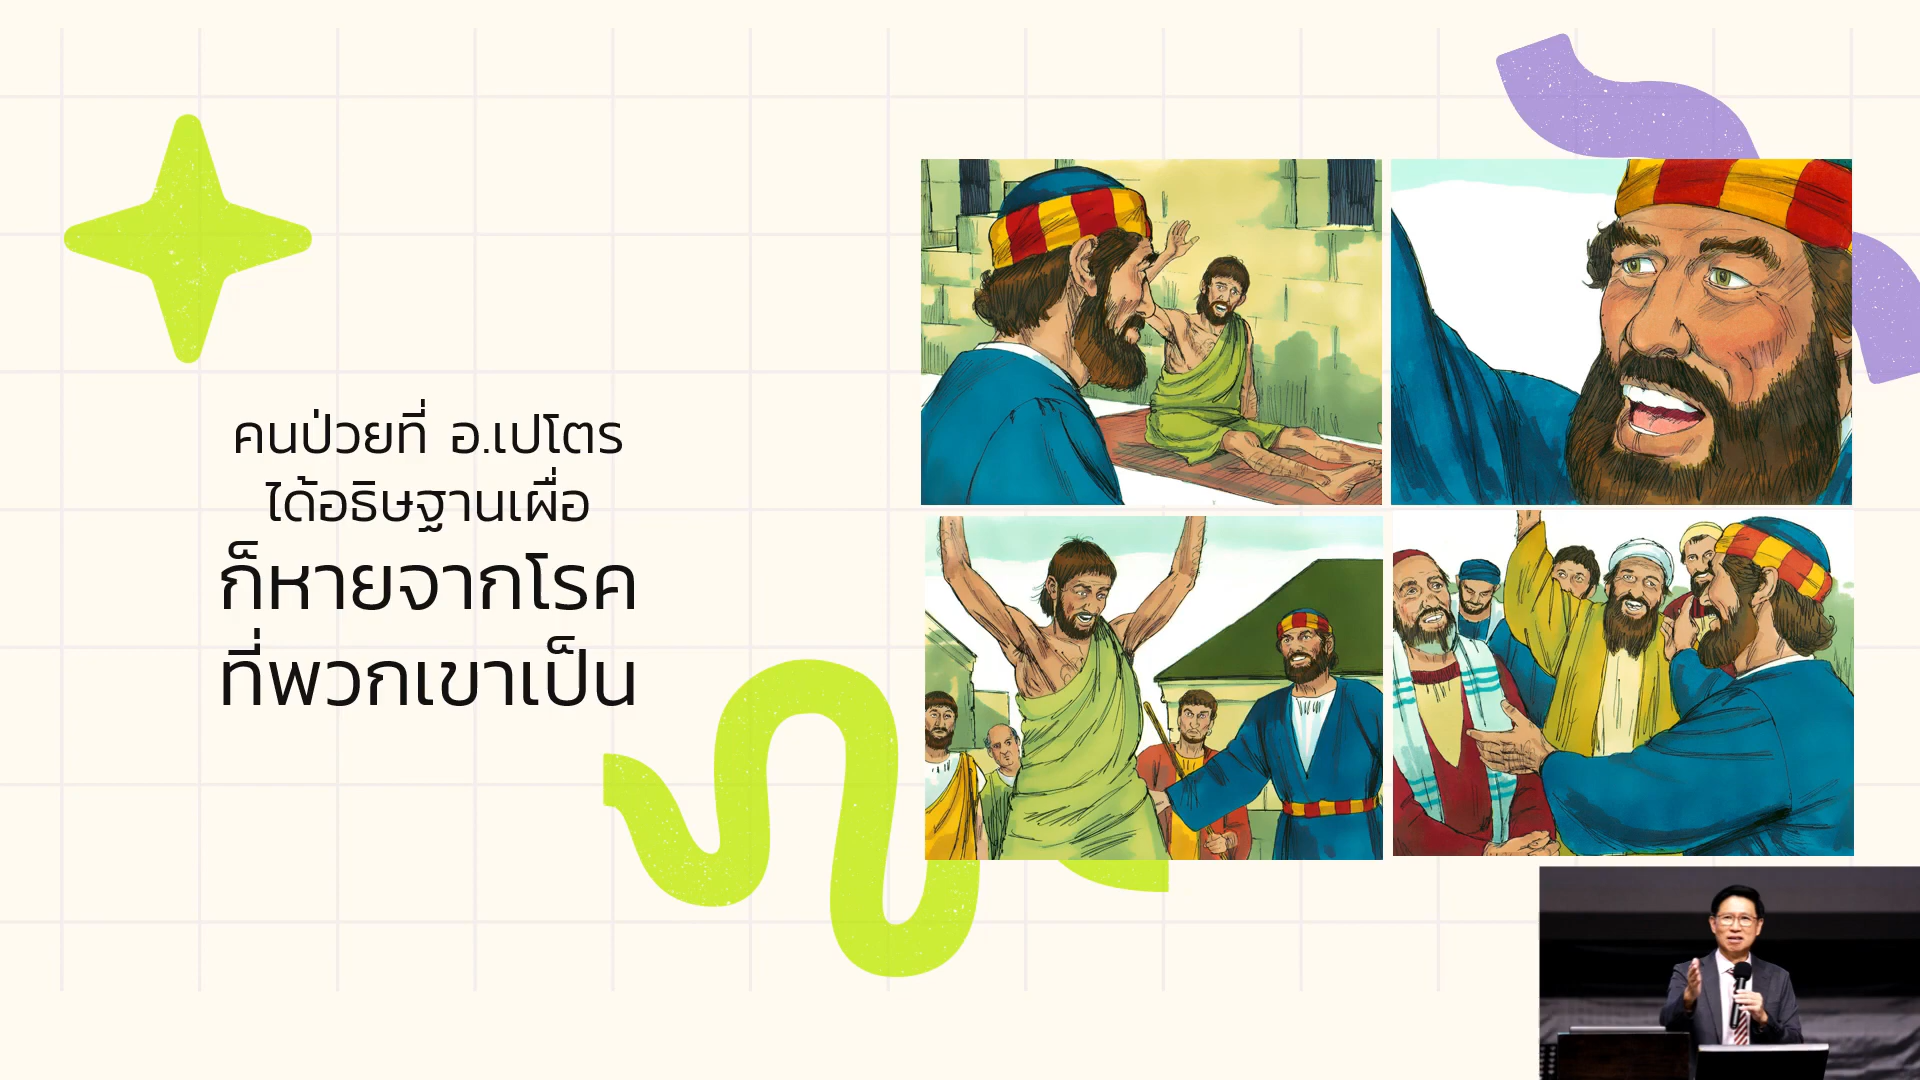 คนป่วยที่ อ.เปโตร
ได้อธิษฐานเผื่อ
ก็หายจากโรค
ที่พวกเขาเป็น